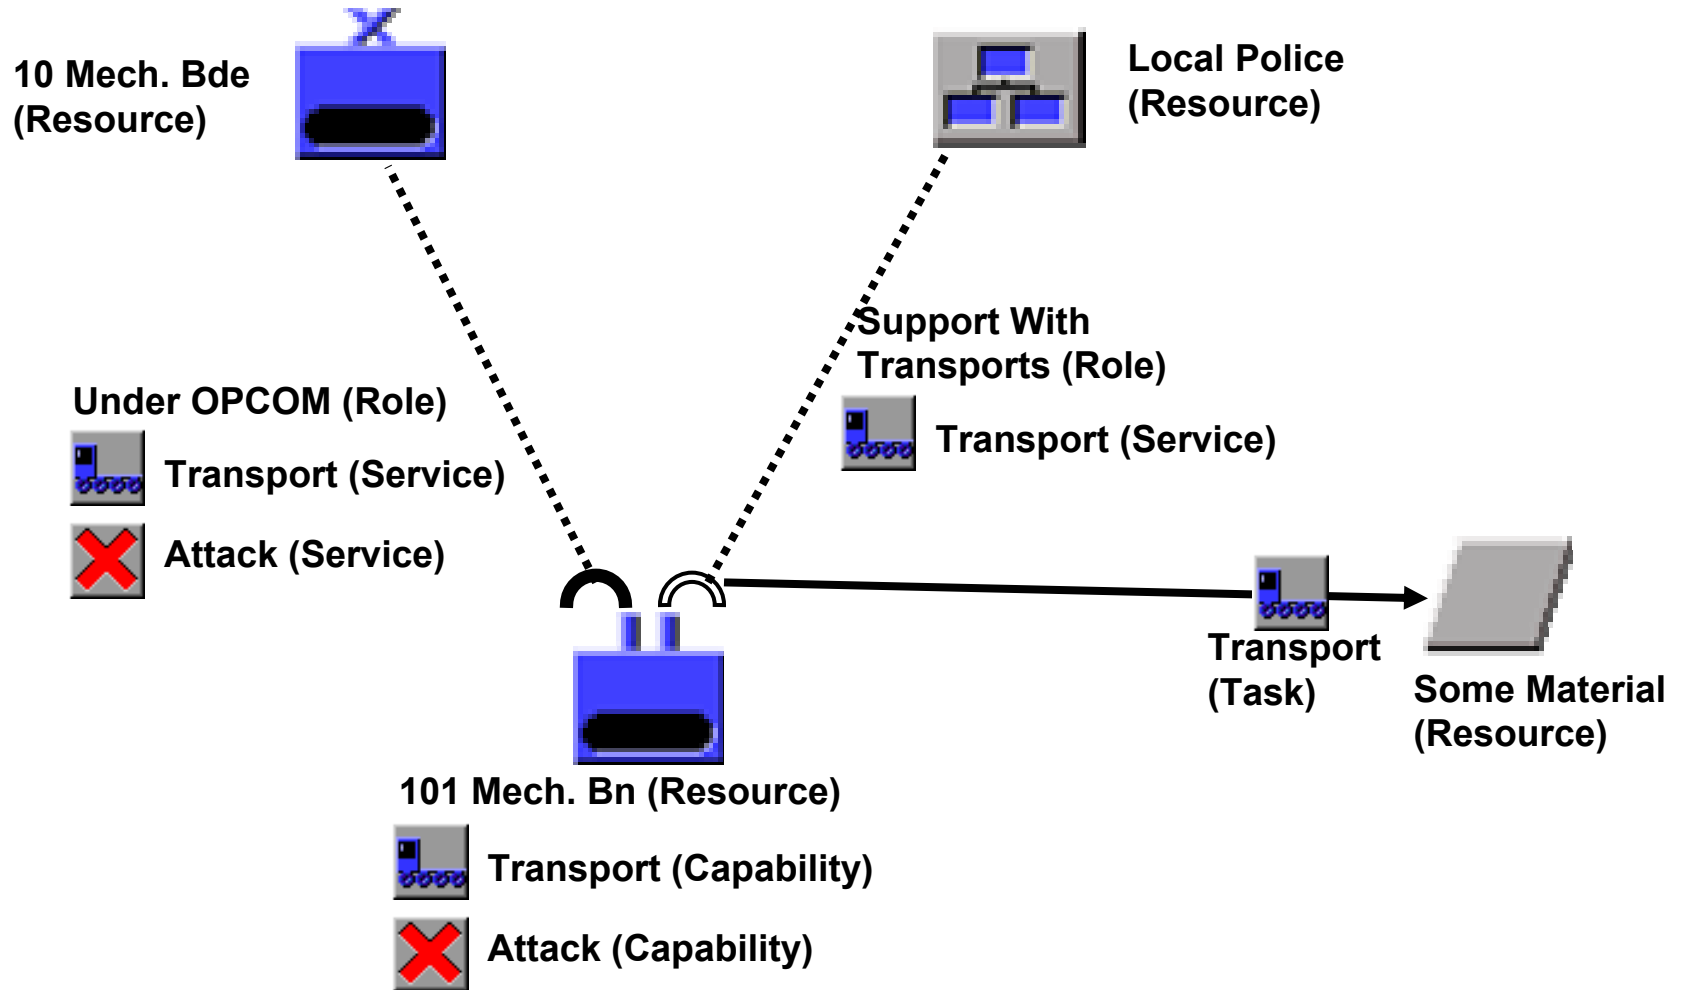 10 Mech. Bde
(Resource)
Local Police
(Resource)
Support With
Transports (Role)
Transport (Service)
Under OPCOM (Role)
Transport (Service)
Attack (Service)
Transport
(Task)
Some Material
(Resource)
101 Mech. Bn (Resource)
Transport (Capability)
Attack (Capability)